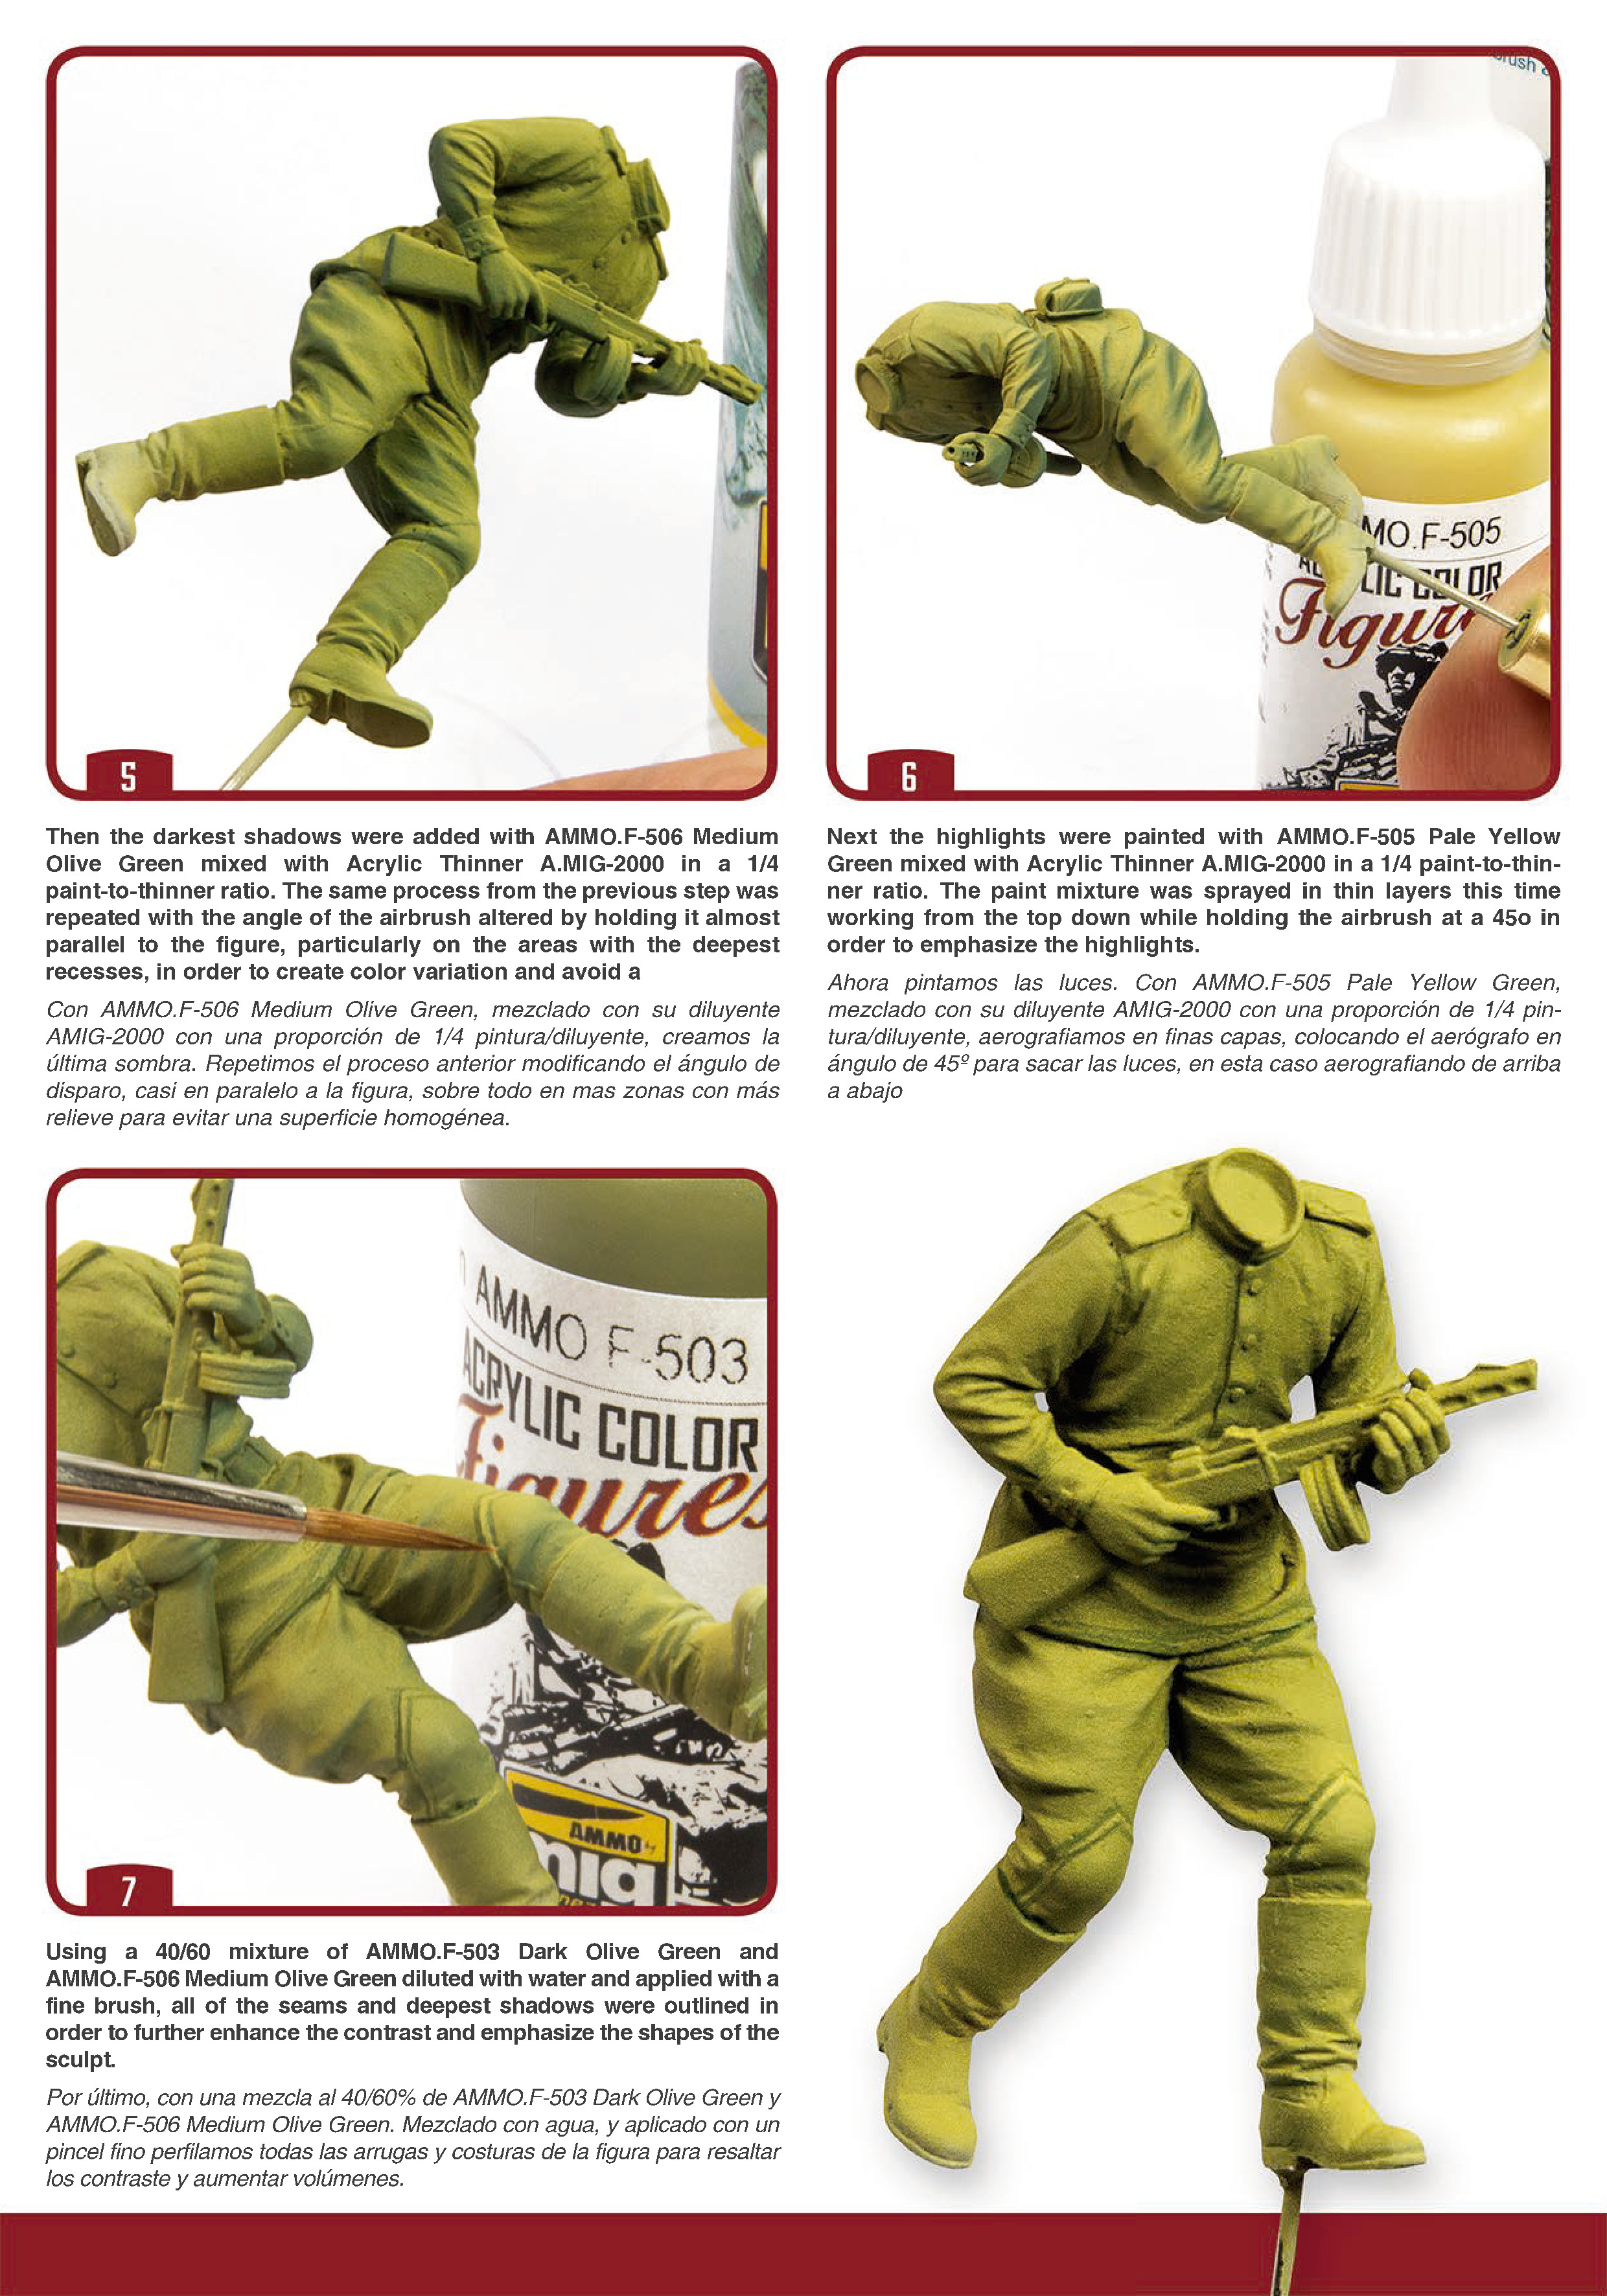 5
Then the darkest shadows were added with AMMO.F-506 Medium
Olive Green mixed with Acrylic Thinner A.MIG-2000 in a 1/4
paint-to-thinner ratio. The same process from the previous step was
repeated with the angle of the airbrush altered by holding it almost
parallel to the figure, particularly on the areas with the deepest
recesses, in order to create color variation and avoid a
Con AMMO.F-506 Medium Olive Green, mezclado con su diluyente
AMIG-2000 con una proporción de 1/4 pintura/diluyente, creamos la
última sombra. Repetimos el proceso anterior modificando el ángulo de
disparo, casi en paralelo a la figura, sobre todo en mas zonas con más
relieve para evitar una superficie homogénea.
MO.F-505
LIC COLOR
Figur
6
Next the highlights were painted with AMMO.F-505 Pale Yellow
Green mixed with Acrylic Thinner A.MIG-2000 in a 1/4 paint-to-thin-
ner ratio. The paint mixture was sprayed in thin layers this time
working from the top down while holding the airbrush at a 45o in
order to emphasize the highlights.
Ahora pintamos las luces. Con AMMO.F-505 Pale Yellow Green,
mezclado con su diluyente AMIG-2000 con una proporción de 1/4 pin-
tura/diluyente, aerografiamos en finas capas, colocando el aerógrafo en
ángulo de 45º para sacar las luces, en esta caso aerografiando de arriba
a abajo
AMMO F-503
ACRYLIC COLOR
Figures
AMMO
mig
7
Using a 40/60 mixture of AMMO.F-503 Dark Olive Green and
AMMO.F-506 Medium Olive Green diluted with water and applied with a
fine brush, all of the seams and deepest shadows were outlined in
order to further enhance the contrast and emphasize the shapes of the
sculpt.
Por último, con una mezcla al 40/60% de AMMO.F-503 Dark Olive Green y
AMMO.F-506 Medium Olive Green. Mezclado con agua, y aplicado con un
pincel fino perfilamos todas las arrugas y costuras de la figura para resaltar
los contraste y aumentar volúmenes.